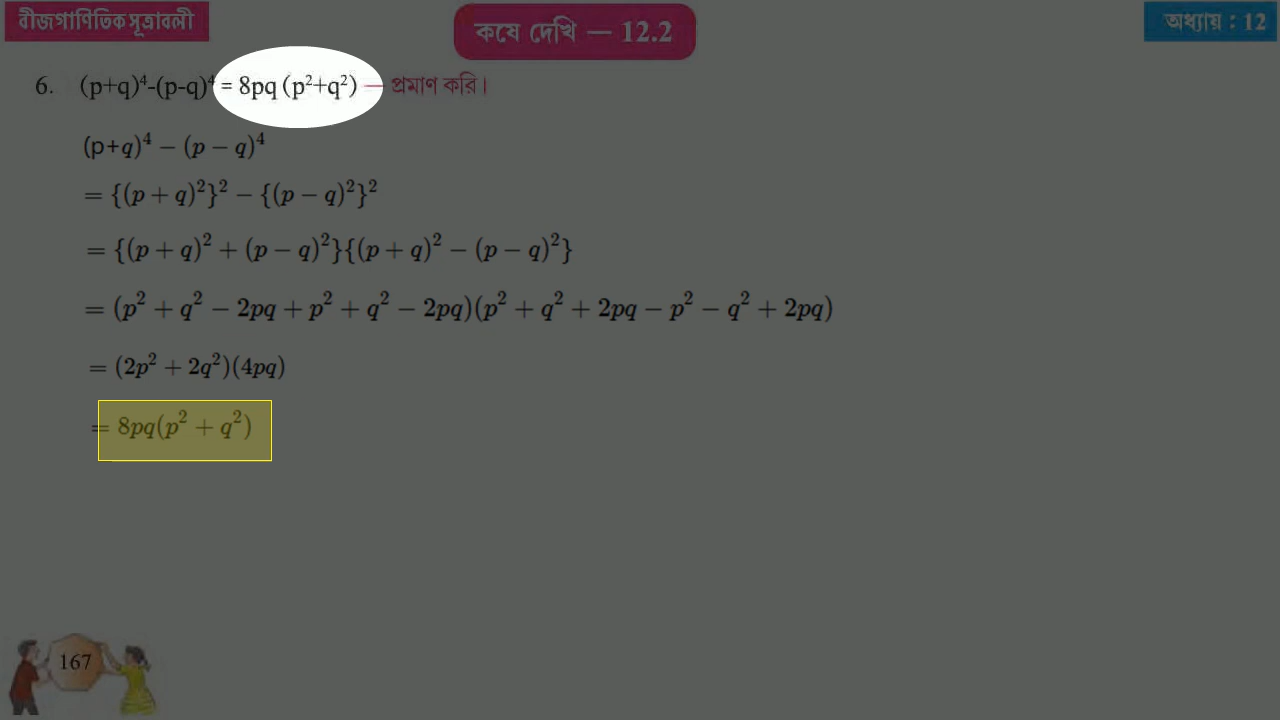 বীজগাণিতিক সূত্রাবলী
কষে দেখি — 12.2
অধ্যায় : 12
6. (p+q)⁴-(p-q)⁴ = 8pq (p²+q²) — প্রমাণ করি।
(p+q)⁴ − (p − q)⁴
= {(p + q)²}² − {(p − q)²}²
= {(p + q)² + (p − q)²}{(p + q)² − (p − q)²}
= (p² + q² − 2pq + p² + q² − 2pq)(p² + q² + 2pq − p² − q² + 2pq)
= (2p² + 2q²)(4pq)
= 8pq(p² + q²)
167